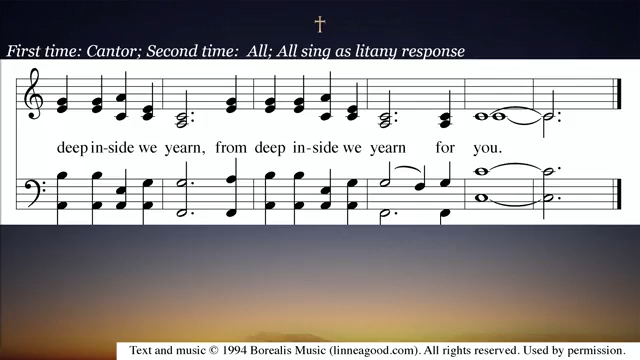 First time: Cantor; Second time: All; All sing as litany response
deep in-side we yearn, from deep in-side we yearn for you.
Text and music © 1994 Borealis Music (linneagood.com). All rights reserved. Used by permission.